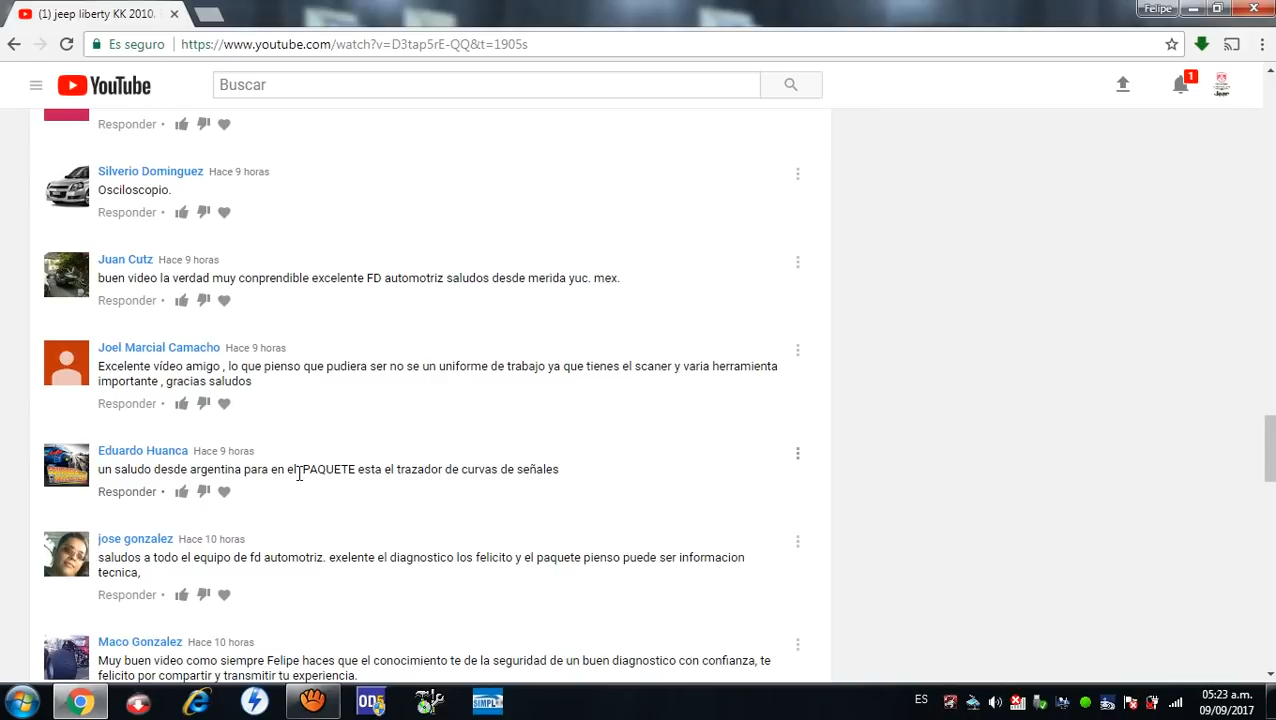 (1) jeep liberty KK 2010,
Felipe
Es seguro
https://www.youtube.com/watch?v=D3tap5rE-QQ&t=1905s
YouTube
Buscar
1
Jeep
Responder •
Silverio Dominguez Hace 9 horas
Osciloscopio.
Responder •
Juan Cutz Hace 9 horas
buen video la verdad muy conprendible excelente FD automotriz saludos desde merida yuc. mex.
Responder •
Joel Marcial Camacho Hace 9 horas
Excelente vídeo amigo , lo que pienso que pudiera ser no se un uniforme de trabajo ya que tienes el scaner y varia herramienta
importante , gracias saludos
Responder •
Eduardo Huanca Hace 9 horas
un saludo desde argentina para en el PAQUETE esta el trazador de curvas de señales
Responder •
jose gonzalez Hace 10 horas
saludos a todo el equipo de fd automotriz. exelente el diagnostico los felicito y el paquete pienso puede ser informacion
tecnica,
Responder •
Maco Gonzalez Hace 10 horas
Muy buen video como siempre Felipe haces que el conocimiento te de la seguridad de un buen diagnostico con confianza, te
felicito por compartir y transmitir tu experiencia.
OD5
SIMPL
ES
05:23 a.m.
09/09/2017